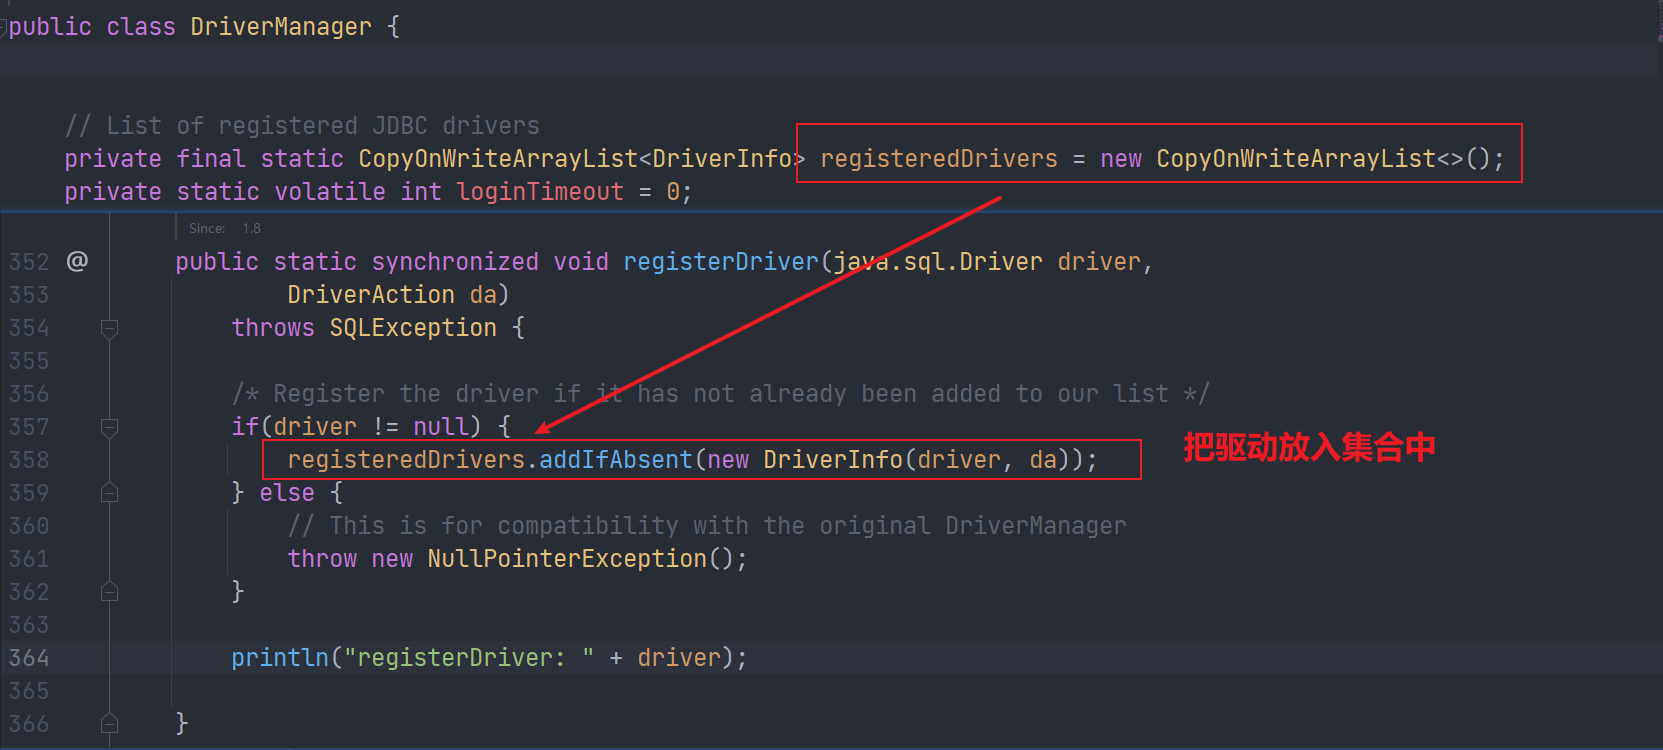 public class DriverManager {
// List of registered JDBC drivers
private final static CopyOnWriteArrayList<DriverInfo> registeredDrivers = new CopyOnWriteArrayList<>();
private static volatile int loginTimeout = 0;
Since: 1.8
352 @ public static synchronized void registerDriver(java.sql.Driver driver,
353 DriverAction da)
354 throws SQLException {
355
356 /* Register the driver if it has not already been added to our list */
357 if(driver != null) {
358 registeredDrivers.addIfAbsent(new DriverInfo(driver, da)); 把驱动放入集合中
359 } else {
360 // This is for compatibility with the original DriverManager
361 throw new NullPointerException();
362 }
363
364 println("registerDriver: " + driver);
365
366 }